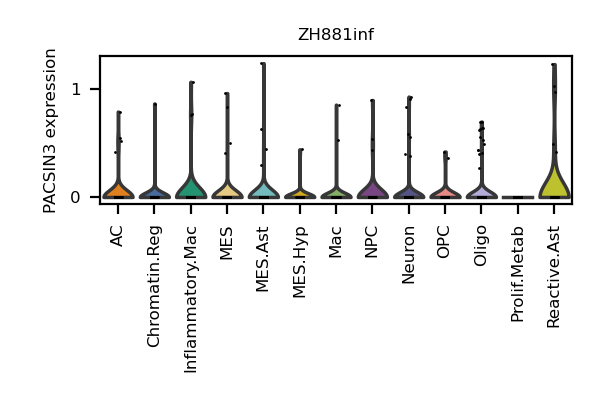 ZH881inf
PACSIN3 expression
1
0
AC
Chromatin.Reg
Inflammatory.Mac
MES
MES.Ast
MES.Hyp
Mac
NPC
Neuron
OPC
Oligo
Prolif.Metab
Reactive.Ast